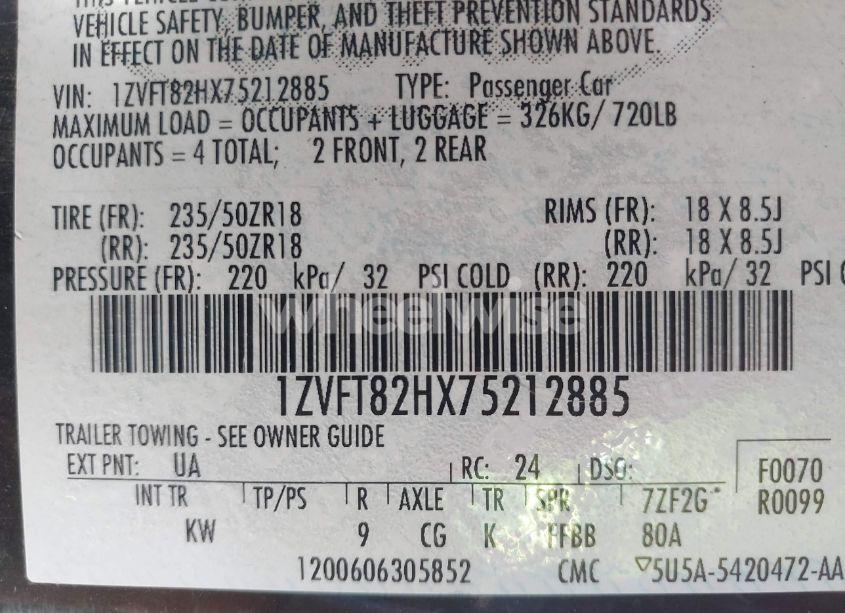 VEHICLE SAFETY, BUMPER, AND THEFT PREVENTION STANDARDS
IN EFFECT ON THE DATE OF MANUFACTURE SHOWN ABOVE.
VIN: 1ZVFT82HX75212885 TYPE: Passenger Car
MAXIMUM LOAD = OCCUPANTS + LUGGAGE = 326KG/ 720LB
OCCUPANTS = 4 TOTAL; 2 FRONT, 2 REAR
TIRE (FR): 235/50ZR18 RIMS (FR): 18 X 8.5J
(RR): 235/50ZR18 (RR): 18 X 8.5J
PRESSURE (FR): 220 kPa/ 32 PSI COLD (RR): 220 kPa/ 32 PSI
wheelwise
1ZVFT82HX75212885
TRAILER TOWING - SEE OWNER GUIDE
EXT PNT: UA RC: 24 DSO: F0070
INT TR TP/PS R AXLE TR SPR 7ZF2G* R0099
KW 9 CG K FFBB 80A
1200606305852 CMC ▽5U5A-5420472-AA